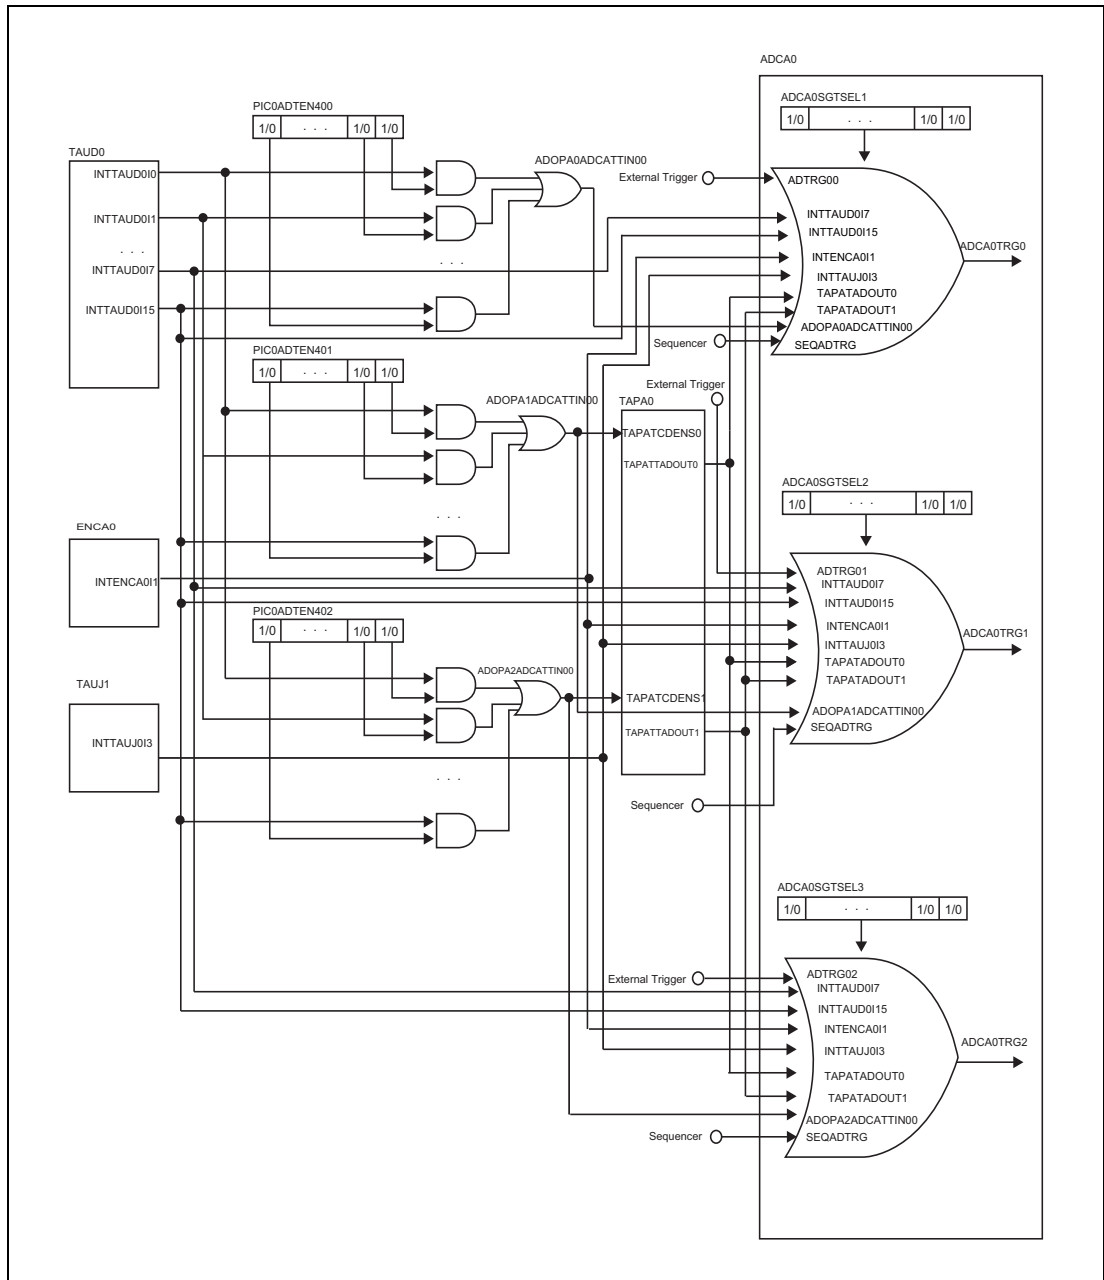 ADCA0
PIC0ADTEN400
1/0 . . . 1/0 1/0
ADCA0SGTSEL1
1/0 . . . 1/0 1/0
TAUD0
INTTAUD0I0
INTTAUD0I1
. . .
INTTAUD0I7
INTTAUD0I15
ADOPA0ADCATTIN00
. . .
External Trigger
ADTRG00
INTTAUD0I7
INTTAUD0I15
INTENCA0I1
INTTAUJ0I3
TAPATADOUT0
TAPATADOUT1
ADOPA0ADCATTIN00
SEQADTRG
Sequencer
ADCA0TRG0
PIC0ADTEN401
1/0 . . . 1/0 1/0
ADOPA1ADCATTIN00
. . .
External Trigger
TAPA0
TAPATCDENS0
TAPATTADOUT0
TAPATCDENS1
TAPATTADOUT1
ADCA0SGTSEL2
1/0 . . . 1/0 1/0
ENCA0
INTENCA0I1
ADTRG01
INTTAUD0I7
INTTAUD0I15
INTENCA0I1
INTTAUJ0I3
TAPATADOUT0
TAPATADOUT1
ADOPA1ADCATTIN00
SEQADTRG
ADCA0TRG1
PIC0ADTEN402
1/0 . . . 1/0 1/0
ADOPA2ADCATTIN00
. . .
TAUJ1
INTTAUJ0I3
Sequencer
ADCA0SGTSEL3
1/0 . . . 1/0 1/0
External Trigger
ADTRG02
INTTAUD0I7
INTTAUD0I15
INTENCA0I1
INTTAUJ0I3
TAPATADOUT0
TAPATADOUT1
ADOPA2ADCATTIN00
SEQADTRG
Sequencer
ADCA0TRG2